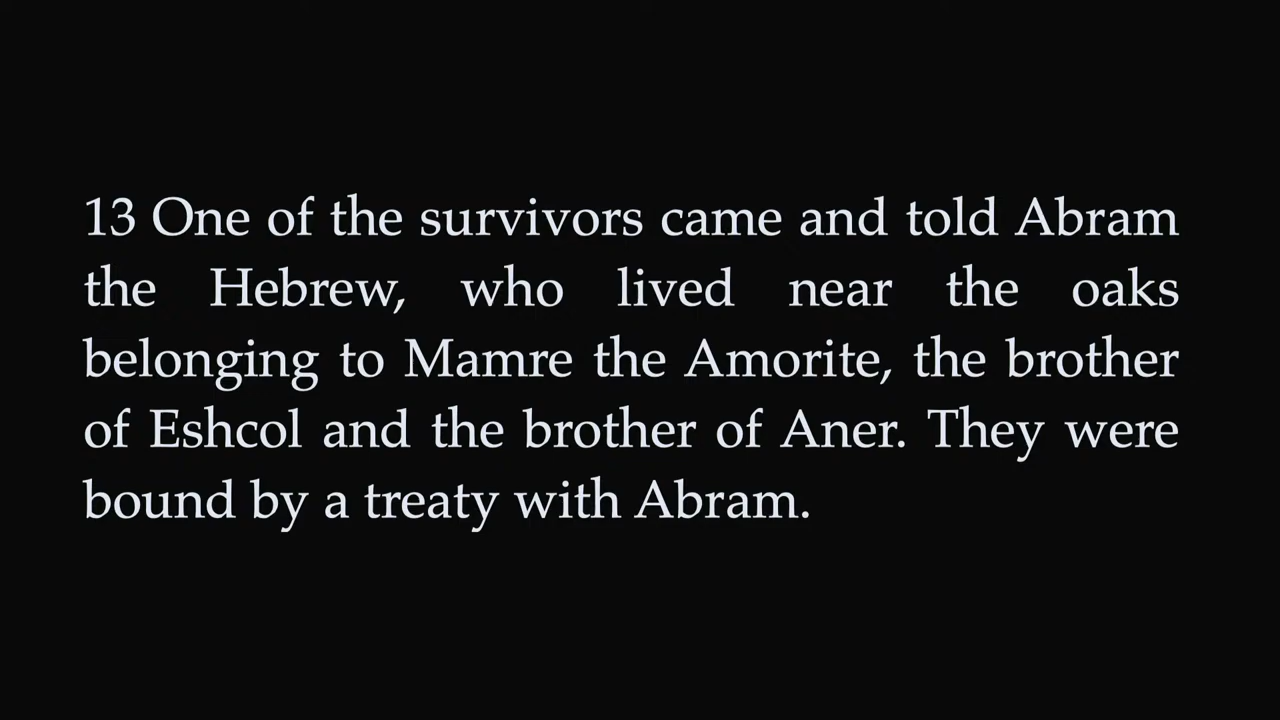 13 One of the survivors came and told Abram
the Hebrew, who lived near the oaks
belonging to Mamre the Amorite, the brother
of Eshcol and the brother of Aner. They were
bound by a treaty with Abram.